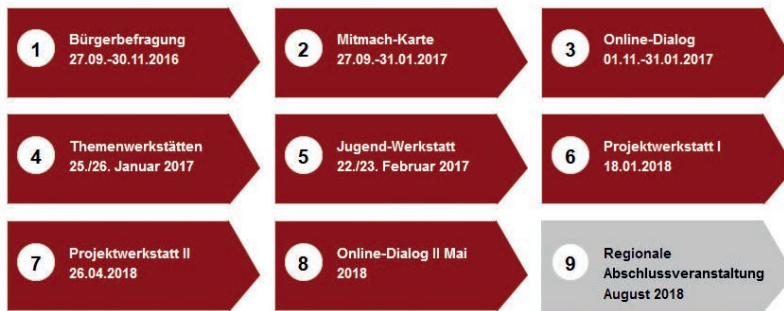 1
Bürgerbefragung
27.09.-30.11.2016
2
Mitmach-Karte
27.09.-31.01.2017
3
Online-Dialog
01.11.-31.01.2017
4
Themenwerkstätten
25./26. Januar 2017
5
Jugend-Werkstatt
22./23. Februar 2017
6
Projektwerkstatt I
18.01.2018
7
Projektwerkstatt II
26.04.2018
8
Online-Dialog II Mai
2018
9
Regionale
Abschlussveranstaltung
August 2018